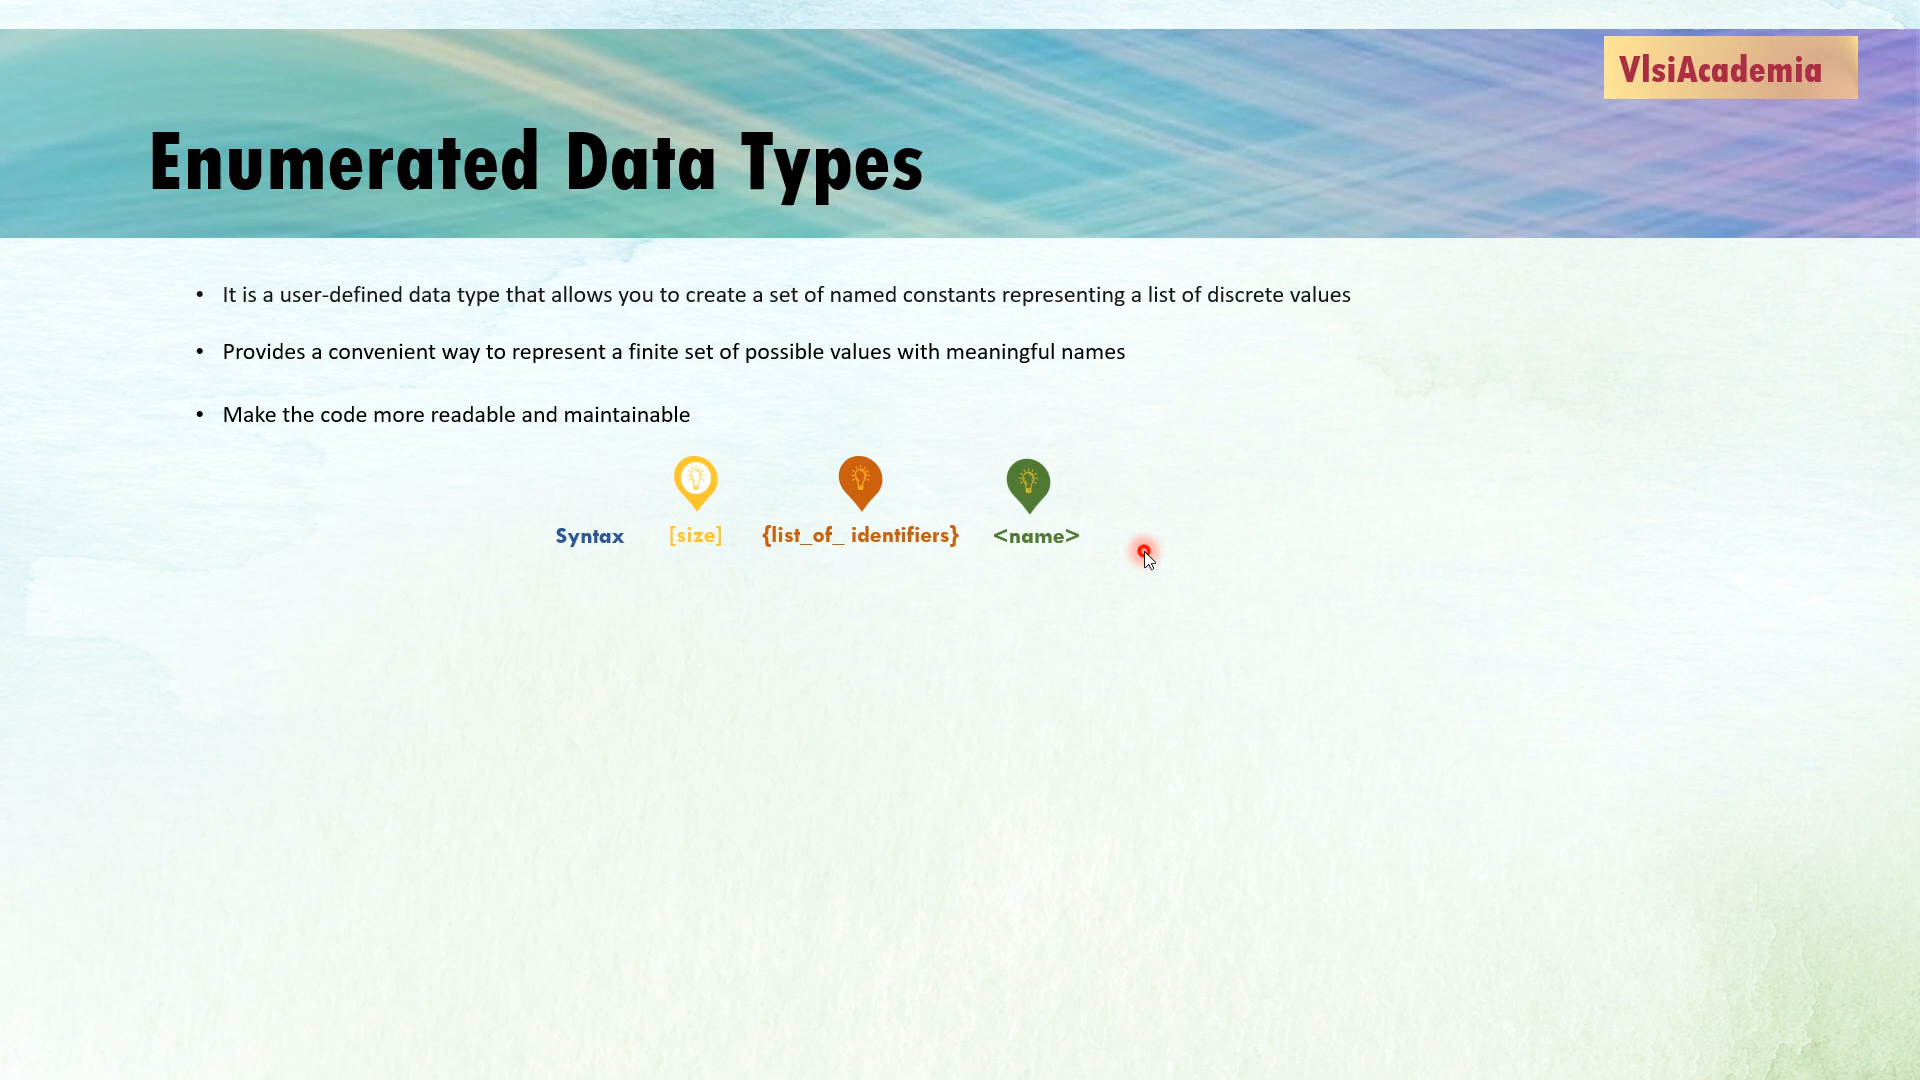 VlsiAcademia
Enumerated Data Types
• It is a user-defined data type that allows you to create a set of named constants representing a list of discrete values
• Provides a convenient way to represent a finite set of possible values with meaningful names
• Make the code more readable and maintainable
Syntax [size] {list_of_ identifiers} <name>